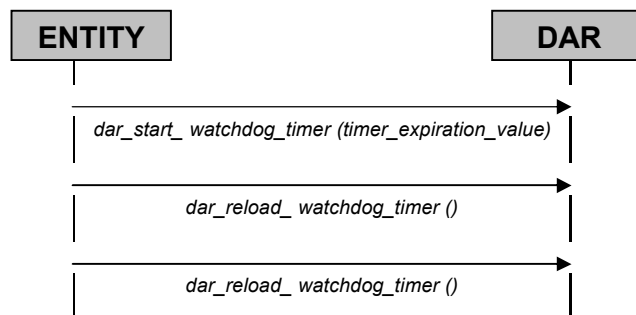 ENTITY DAR
dar_start_ watchdog_timer (timer_expiration_value)
dar_reload_ watchdog_timer ()
dar_reload_ watchdog_timer ()